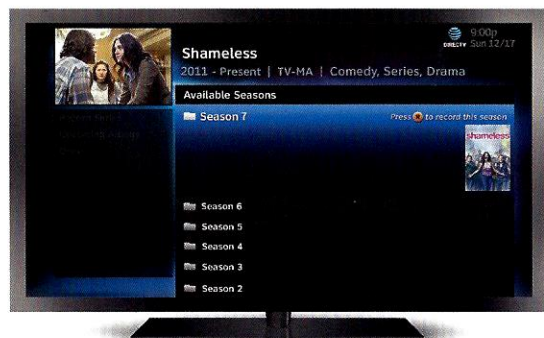 Shameless
2011 - Present | TV-MA | Comedy, Series, Drama
DIRECTV
9:00p
Sun 12/17
Available Seasons
Season 7
Press R to record this season
shameless
Season 6
Season 5
Season 4
Season 3
Season 2